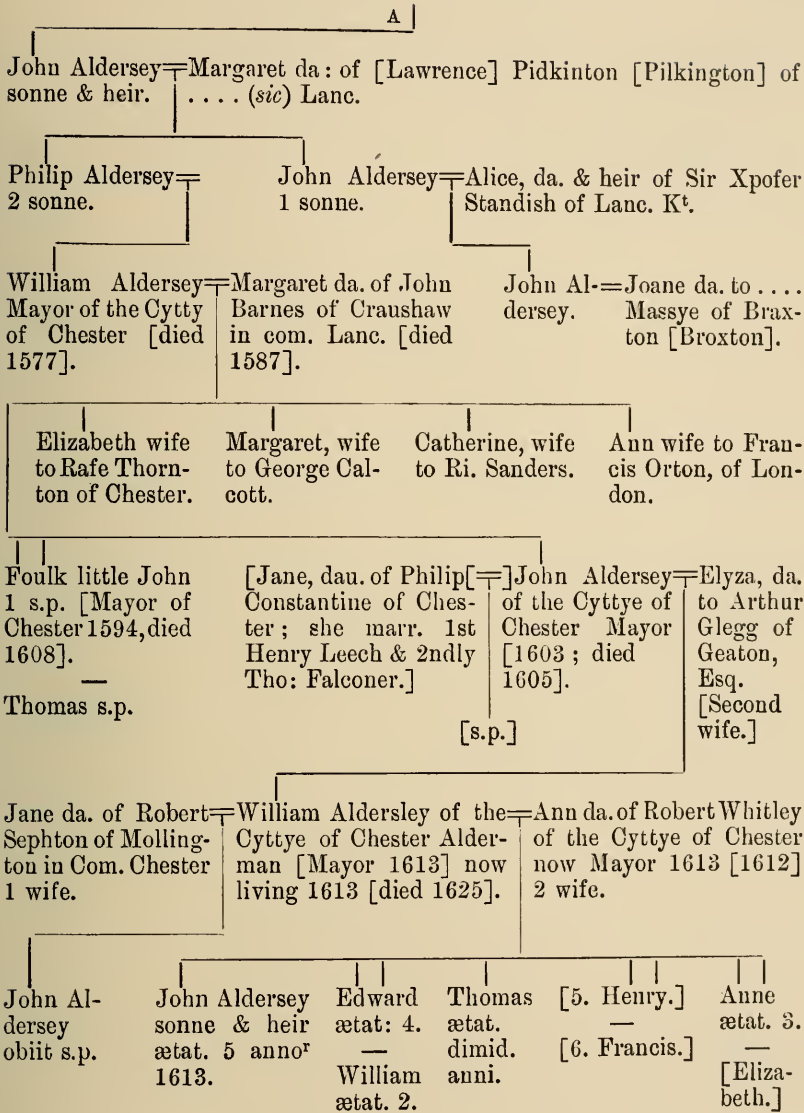 A
John Aldersey=Margaret da: of [Lawrence] Pidkinton [Pilkington] of
sonne & heir. .... (sic) Lanc.
Philip Aldersey=
2 sonne.
John Aldersey=Alice, da. & heir of Sir Xpofer
1 sonne. Standish of Lanc. Kᵗ.
William Aldersey=Margaret da. of John
Mayor of the Cytty Barnes of Craushaw
of Chester [died in com. Lanc. [died
1577]. 1587].
John Al-=Joane da. to ....
dersey. Massye of Brax-
ton [Broxton].
Elizabeth wife
to Rafe Thorn-
ton of Chester.
Margaret, wife
to George Cal-
cott.
Catherine, wife
to Ri. Sanders.
Ann wife to Fran-
cis Orton, of Lon-
don.
Foulk little John
1 s.p. [Mayor of
Chester 1594, died
1608].
—
Thomas s.p.
[Jane, dau. of Philip[=]John Aldersey=Elyza, da.
Constantine of Ches- of the Cyttye of to Arthur
ter; she marr. 1st Chester Mayor Glegg of
Henry Leech & 2ndly [1603; died Geaton,
Tho: Falconer.] 1605]. Esq.
[Second
[s.p.] wife.]
Jane da. of Robert=William Aldersley of the=Ann da. of Robert Whitley
Sephton of Molling- Cyttye of Chester Alder- of the Cyttye of Chester
ton in Com. Chester man [Mayor 1613] now now Mayor 1613 [1612]
1 wife. living 1613 [died 1625]. 2 wife.
John Al-
dersey
obiit s.p.
John Aldersey
sonne & heir
ætat. 5 annoʳ
1613.
Edward
ætat: 4.
—
William
ætat. 2.
Thomas
ætat.
dimid.
anni.
[5. Henry.]
—
[6. Francis.]
Anne
ætat. 3.
—
[Eliza-
beth.]